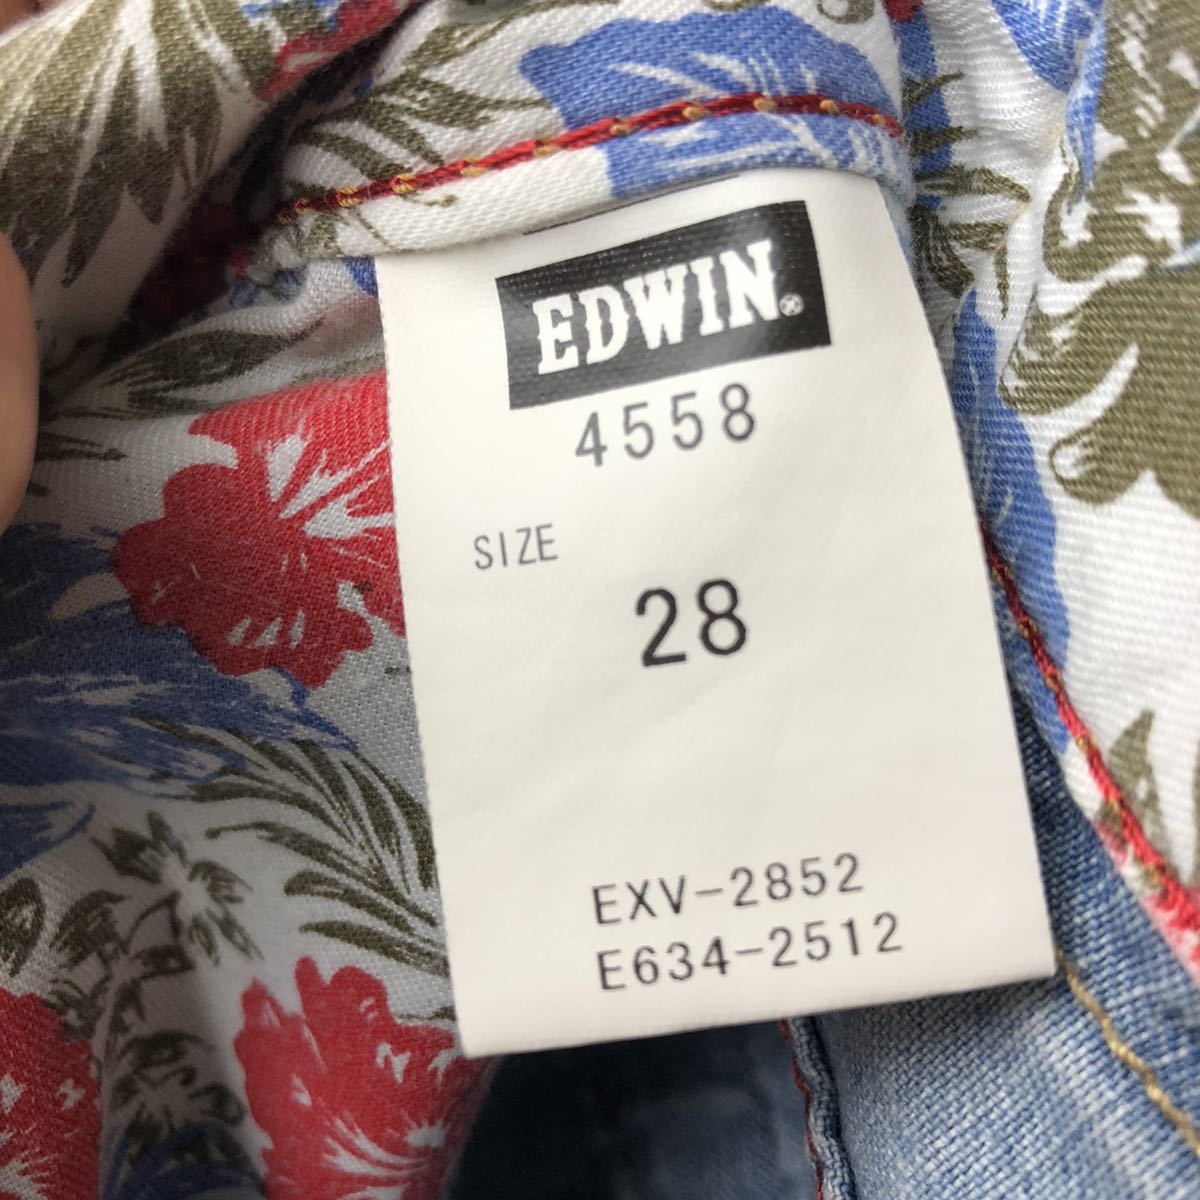 EDWIN®
4558
SIZE
28
EXV-2852
E634-2512